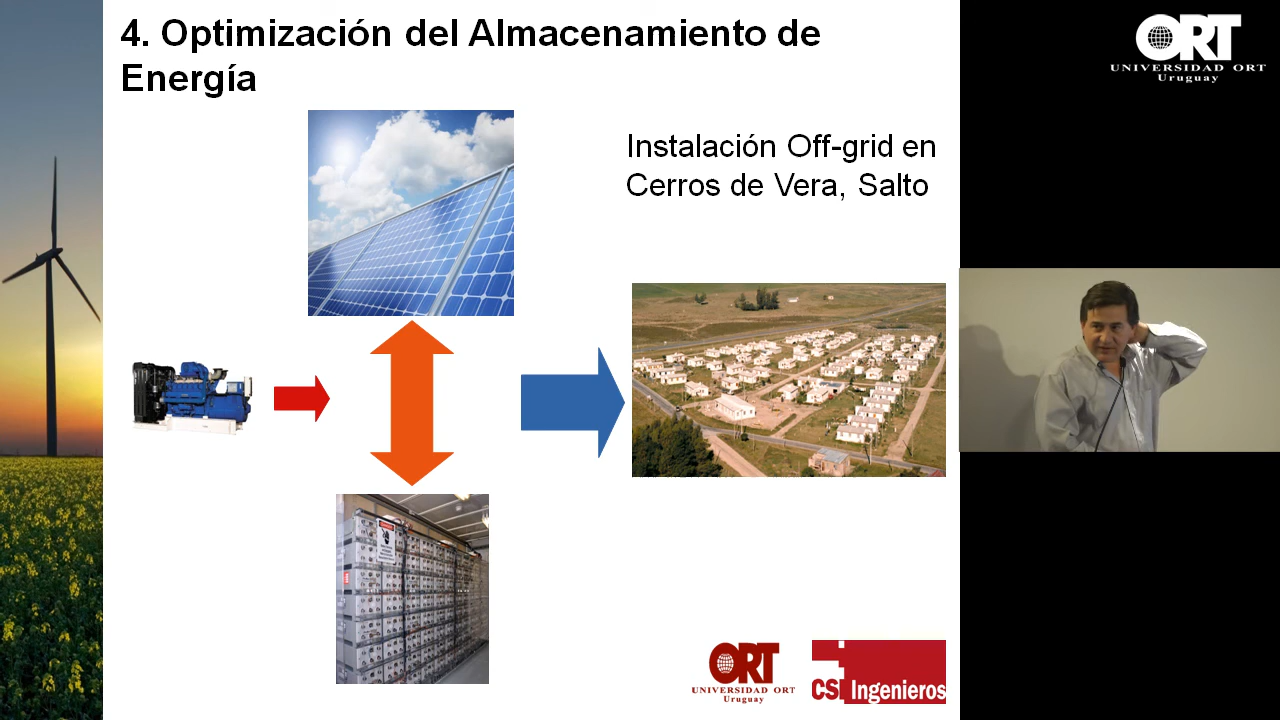 4. Optimización del Almacenamiento de
Energía
Instalación Off-grid en
Cerros de Vera, Salto
ORT
UNIVERSIDAD ORT
Uruguay
CSI Ingenieros
ORT
UNIVERSIDAD ORT
Uruguay